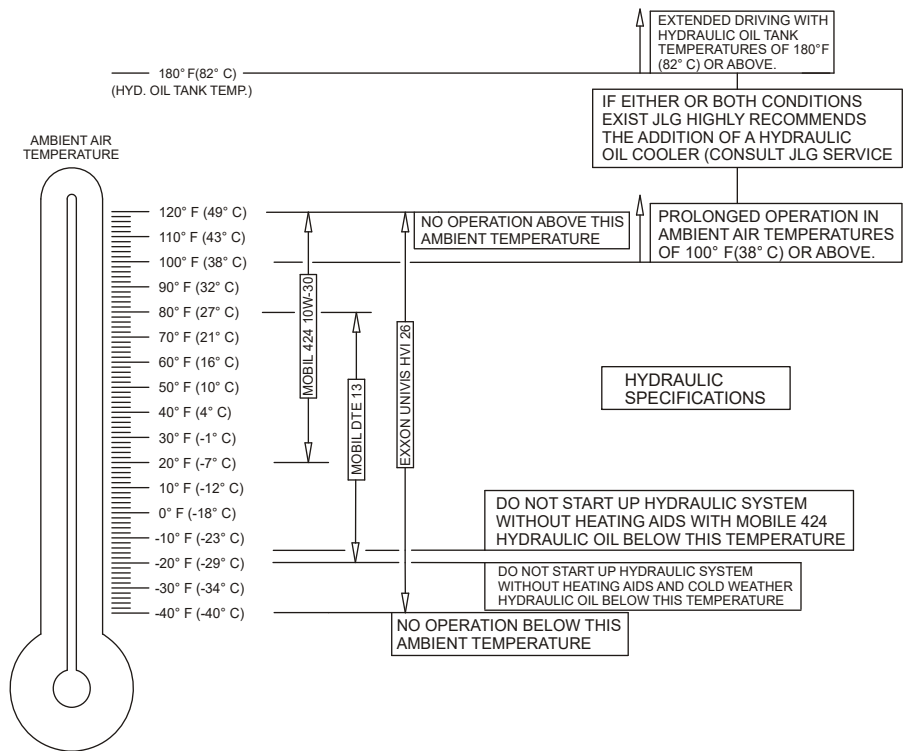 EXTENDED DRIVING WITH
HYDRAULIC OIL TANK
TEMPERATURES OF 180°F
(82° C) OR ABOVE.
180° F(82° C)
(HYD. OIL TANK TEMP.)
IF EITHER OR BOTH CONDITIONS
EXIST JLG HIGHLY RECOMMENDS
THE ADDITION OF A HYDRAULIC
OIL COOLER (CONSULT JLG SERVICE
AMBIENT AIR
TEMPERATURE
120° F (49° C)
110° F (43° C)
100° F (38° C)
90° F (32° C)
80° F (27° C)
70° F (21° C)
60° F (16° C)
50° F (10° C)
40° F (4° C)
30° F (-1° C)
20° F (-7° C)
10° F (-12° C)
0° F (-18° C)
-10° F (-23° C)
-20° F (-29° C)
-30° F (-34° C)
-40° F (-40° C)
MOBIL 424 10W-30
MOBIL DTE 13
EXXON UNIVIS HVI 26
NO OPERATION ABOVE THIS
AMBIENT TEMPERATURE
PROLONGED OPERATION IN
AMBIENT AIR TEMPERATURES
OF 100° F(38° C) OR ABOVE.
HYDRAULIC
SPECIFICATIONS
DO NOT START UP HYDRAULIC SYSTEM
WITHOUT HEATING AIDS WITH MOBILE 424
HYDRAULIC OIL BELOW THIS TEMPERATURE
DO NOT START UP HYDRAULIC SYSTEM
WITHOUT HEATING AIDS AND COLD WEATHER
HYDRAULIC OIL BELOW THIS TEMPERATURE
NO OPERATION BELOW THIS
AMBIENT TEMPERATURE